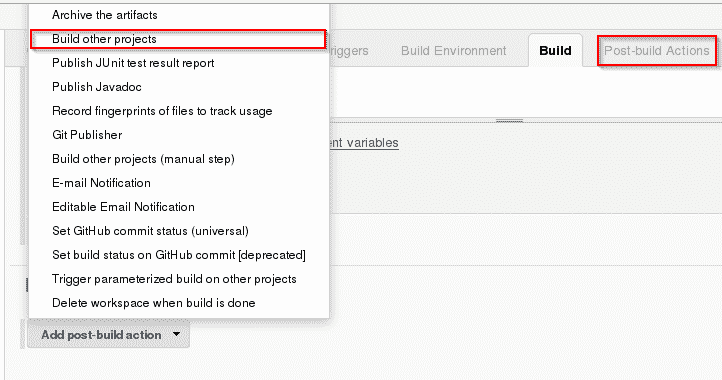 Archive the artifacts
Build other projects
iggers Build Environment Build Post-build Actions
Publish JUnit test result report
Publish Javadoc
Record fingerprints of files to track usage
Git Publisher
ent variables
Build other projects (manual step)
E-mail Notification
Editable Email Notification
Set GitHub commit status (universal)
Set build status on GitHub commit [deprecated]
Trigger parameterized build on other projects
Delete workspace when build is done
Add post-build action